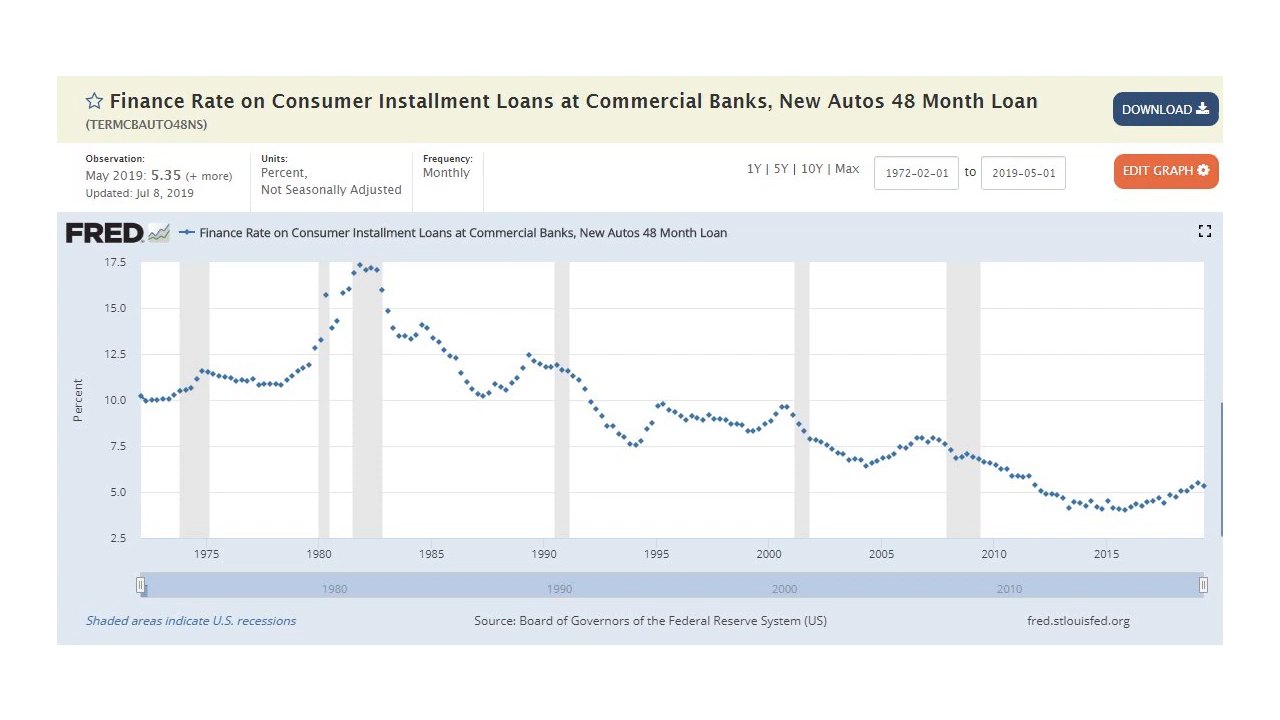 Finance Rate on Consumer Installment Loans at Commercial Banks, New Autos 48 Month Loan
(TERMCBAUTO48NS)
DOWNLOAD
Observation:
May 2019: 5.35 (+ more)
Updated: Jul 8, 2019
Units:
Percent,
Not Seasonally Adjusted
Frequency:
Monthly
1Y | 5Y | 10Y | Max
1972-02-01 to 2019-05-01
EDIT GRAPH
FRED
Finance Rate on Consumer Installment Loans at Commercial Banks, New Autos 48 Month Loan
Percent
17.5
15.0
12.5
10.0
7.5
5.0
2.5
1975 1980 1985 1990 1995 2000 2005 2010 2015
1980 1990 2000 2010
Shaded areas indicate U.S. recessions
Source: Board of Governors of the Federal Reserve System (US)
fred.stlouisfed.org